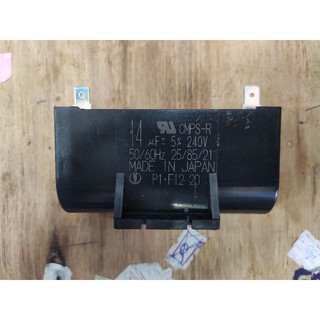 CMPS-R
14 µF± 5% 240V
50/60Hz 25/85/21
MADE IN JAPAN
P1-F12 20